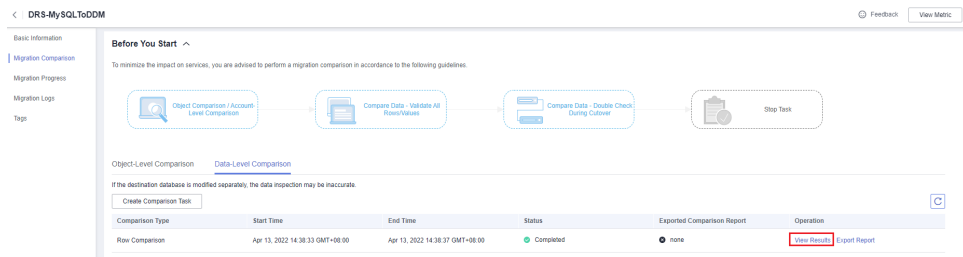 DRS-MySQLToDDM
Feedback
View Metric
Basic Information
Migration Comparison
Migration Progress
Migration Logs
Tags
Before You Start
To minimize the impact on services, you are advised to perform a migration comparison in accordance to the following guidelines.
Object Comparison / Account-
Level Comparison
Compare Data - Validate All
Rows/Values
Compare Data - Double Check
During Cutover
Stop Task
Object-Level Comparison
Data-Level Comparison
If the destination database is modified separately, the data inspection may be inaccurate.
Create Comparison Task
Comparison Type
Start Time
End Time
Status
Exported Comparison Report
Operation
Row Comparison
Apr 13, 2022 14:38:33 GMT+08:00
Apr 13, 2022 14:38:37 GMT+08:00
Completed
none
View Results
Export Report